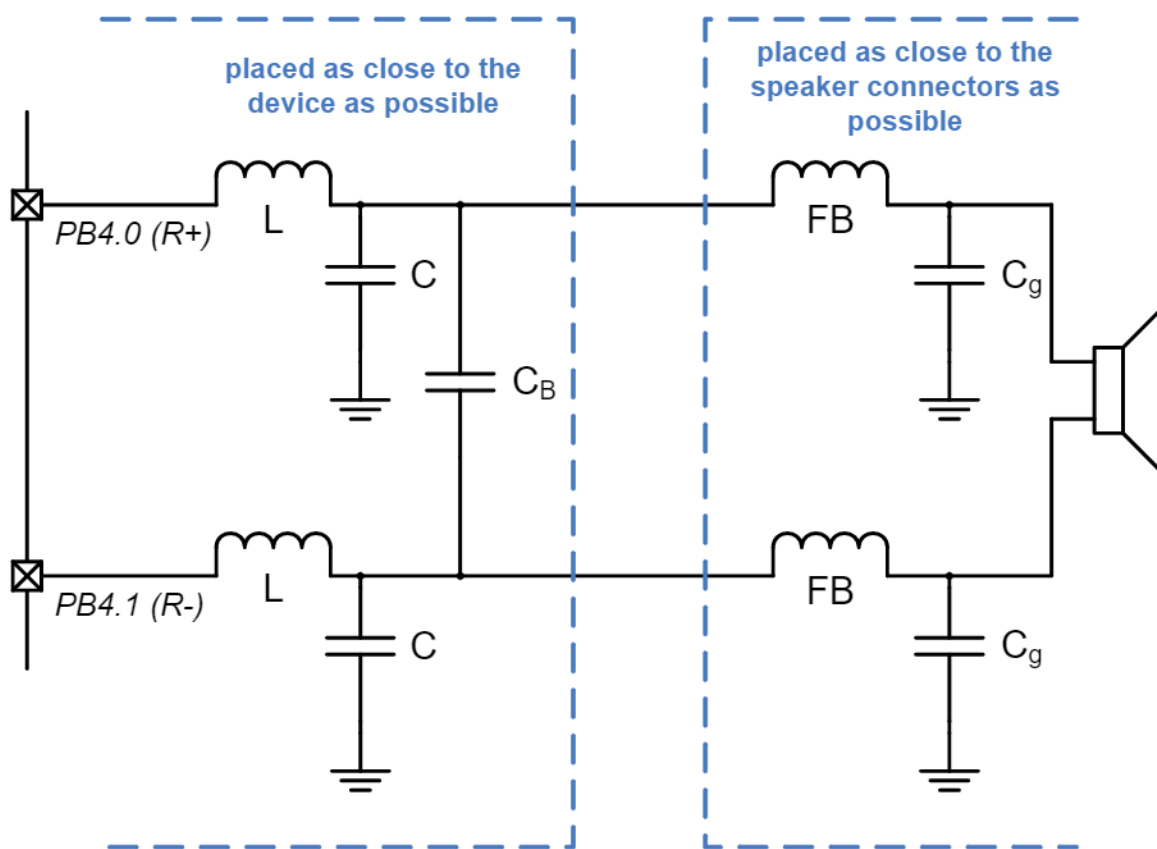 placed as close to the
device as possible
placed as close to the
speaker connectors as
possible
PB4.0 (R+)
L
FB
C
Cg
CB
PB4.1 (R-)
L
FB
C
Cg